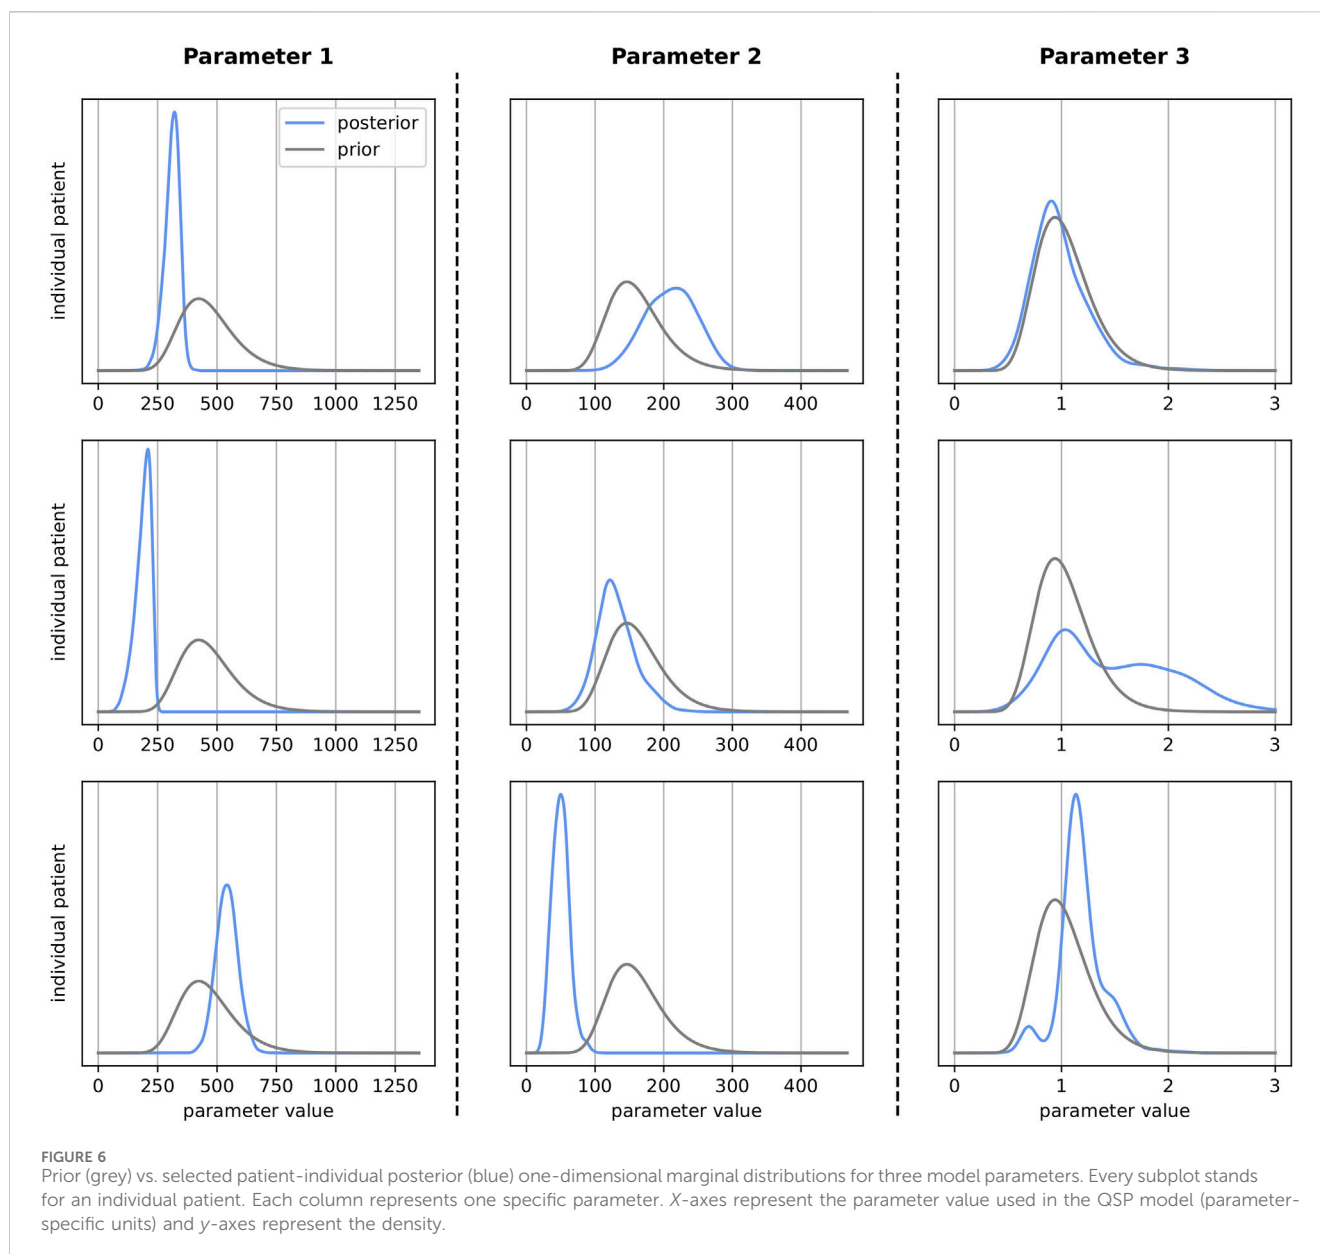 Parameter 1
Parameter 2
Parameter 3
individual patient
posterior
prior
0 250 500 750 1000 1250
0 100 200 300 400
0 1 2 3
individual patient
0 250 500 750 1000 1250
0 100 200 300 400
0 1 2 3
individual patient
0 250 500 750 1000 1250
0 100 200 300 400
0 1 2 3
parameter value
parameter value
parameter value
FIGURE 6
Prior (grey) vs. selected patient-individual posterior (blue) one-dimensional marginal distributions for three model parameters. Every subplot stands
for an individual patient. Each column represents one specific parameter. X-axes represent the parameter value used in the QSP model (parameter-
specific units) and y-axes represent the density.